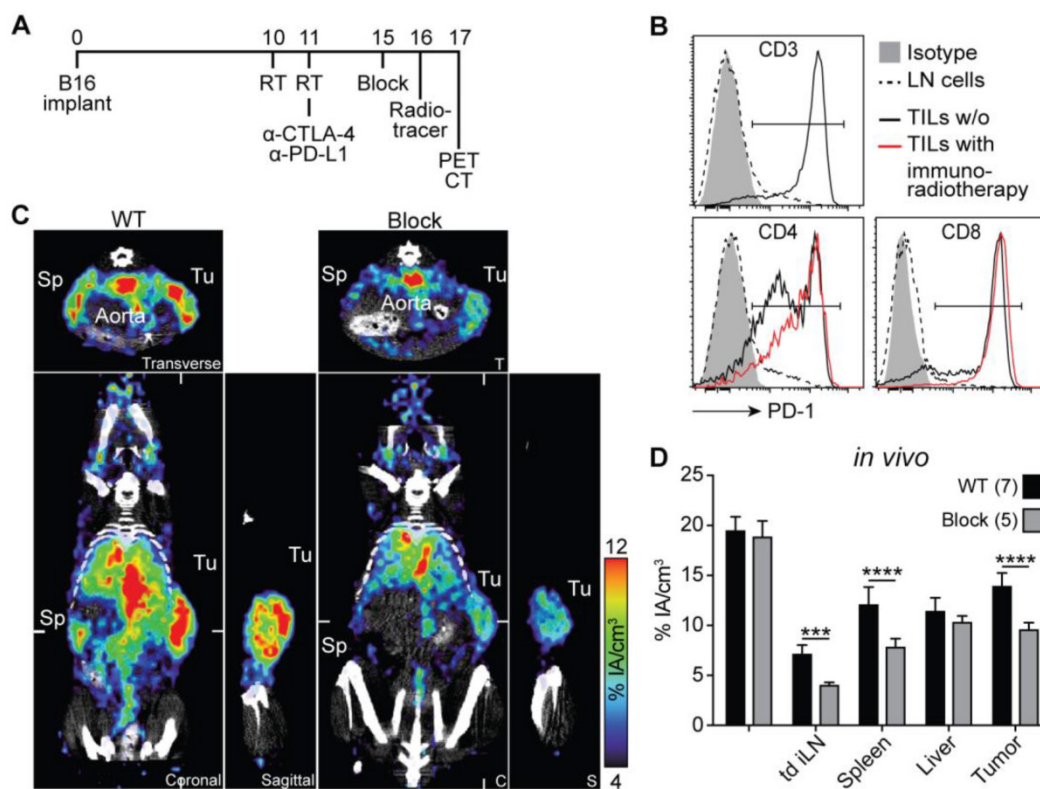 A
0 10 11 15 16 17
B16 implant
RT RT
Block
Radio-tracer
α-CTLA-4
α-PD-L1
PET
CT
B
CD3
Isotype
LN cells
TILs w/o
TILs with
immuno-
radiotherapy
CD4
CD8
PD-1
C
WT
Block
Sp
Tu
Aorta
Transverse
Sp
Tu
Aorta
T
Tu
Sp
Coronal
Tu
Sagittal
Tu
Sp
C
Tu
S
12
% IA/cm³
4
D
in vivo
WT (7)
Block (5)
% IA/cm³
25
20
15
10
5
0
***
****
****
td iLN
Spleen
Liver
Tumor